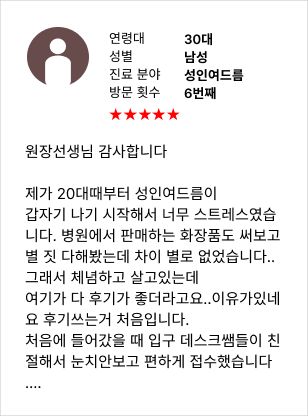 연령대 30대
성별 남성
진료 분야 성인여드름
방문 횟수 6번째
★★★★★
원장선생님 감사합니다
제가 20대때부터 성인여드름이
갑자기 나기 시작해서 너무 스트레스였습
니다. 병원에서 판매하는 화장품도 써보고
별 짓 다해봤는데 차이 별로 없었습니다..
그래서 체념하고 살고있는데
여기가 다 후기가 좋더라고요..이유가있네
요 후기쓰는거 처음입니다.
처음에 들어갔을 때 입구 데스크쌤들이 친
절해서 눈치안보고 편하게 접수했습니다
....